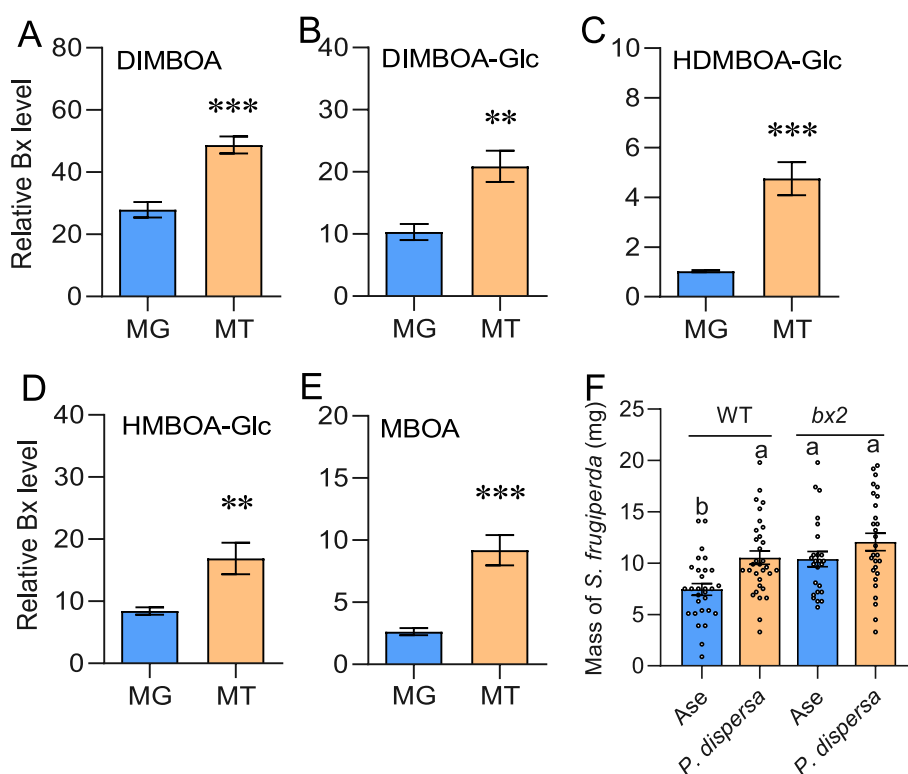 A
DIMBOA
Relative Bx level
80
60
40
20
0
***
MG
MT
B
DIMBOA-Glc
40
30
20
10
0
**
MG
MT
C
HDMBOA-Glc
10
8
6
4
2
0
***
MG
MT
D
HMBOA-Glc
Relative Bx level
40
30
20
10
0
**
MG
MT
E
MBOA
20
15
10
5
0
***
MG
MT
F
Mass of S. frugiperda (mg)
25
20
15
10
5
0
WT
bx2
b
a
a
a
Ase
P. dispersa
Ase
P. dispersa